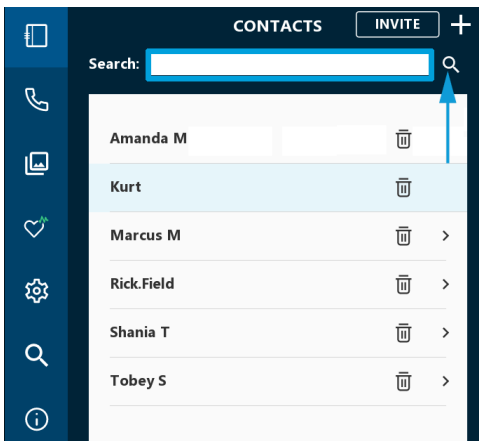 CONTACTS INVITE
Search:
Amanda M
Kurt
Marcus M
Rick.Field
Shania T
Tobey S